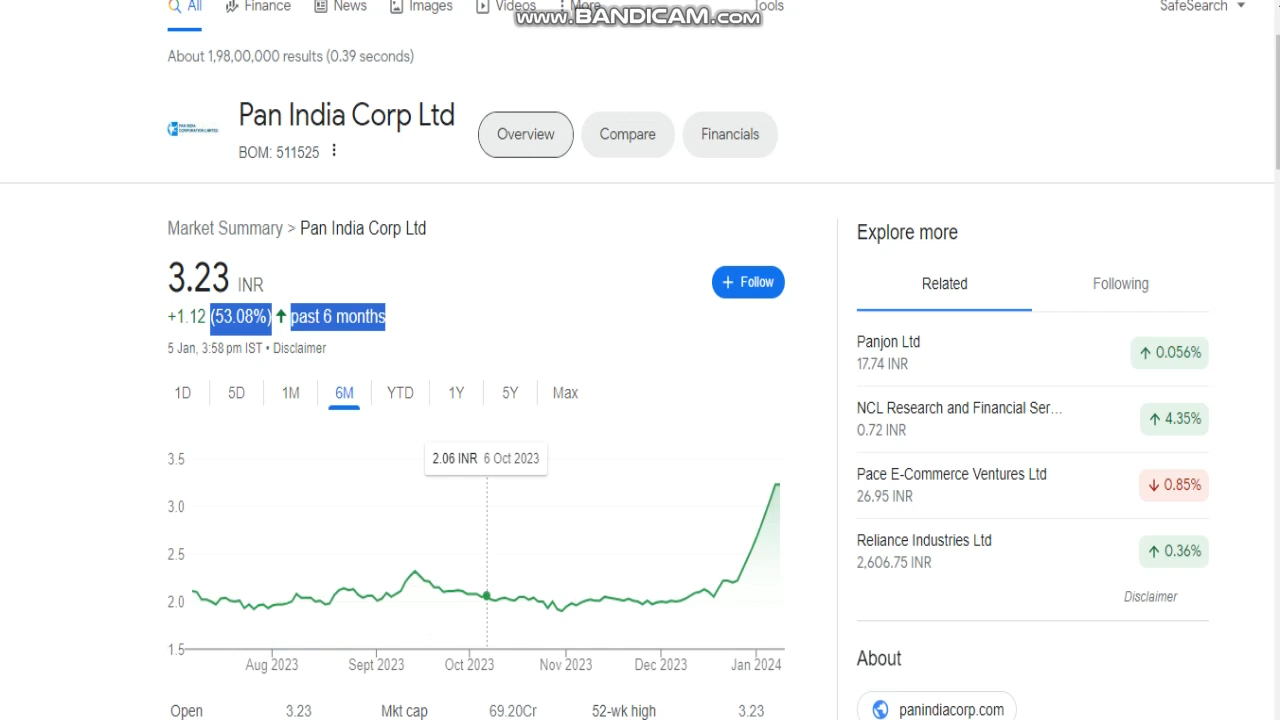 All Finance News Images Videos More Tools SafeSearch
www.BANDICAM.com
About 1,98,00,000 results (0.39 seconds)
PAN INDIA
CORPORATION LIMITED
Pan India Corp Ltd
BOM: 511525
Overview Compare Financials
Market Summary > Pan India Corp Ltd
3.23 INR
+1.12 (53.08%) ↑ past 6 months
5 Jan, 3:58 pm IST • Disclaimer
+ Follow
1D 5D 1M 6M YTD 1Y 5Y Max
2.06 INR 6 Oct 2023
3.5
3.0
2.5
2.0
1.5
Aug 2023 Sept 2023 Oct 2023 Nov 2023 Dec 2023 Jan 2024
Open 3.23 Mkt cap 69.20Cr 52-wk high 3.23
Explore more
Related Following
Panjon Ltd
17.74 INR
↑ 0.056%
NCL Research and Financial Ser...
0.72 INR
↑ 4.35%
Pace E-Commerce Ventures Ltd
26.95 INR
↓ 0.85%
Reliance Industries Ltd
2,606.75 INR
↑ 0.36%
Disclaimer
About
panindiacorp.com